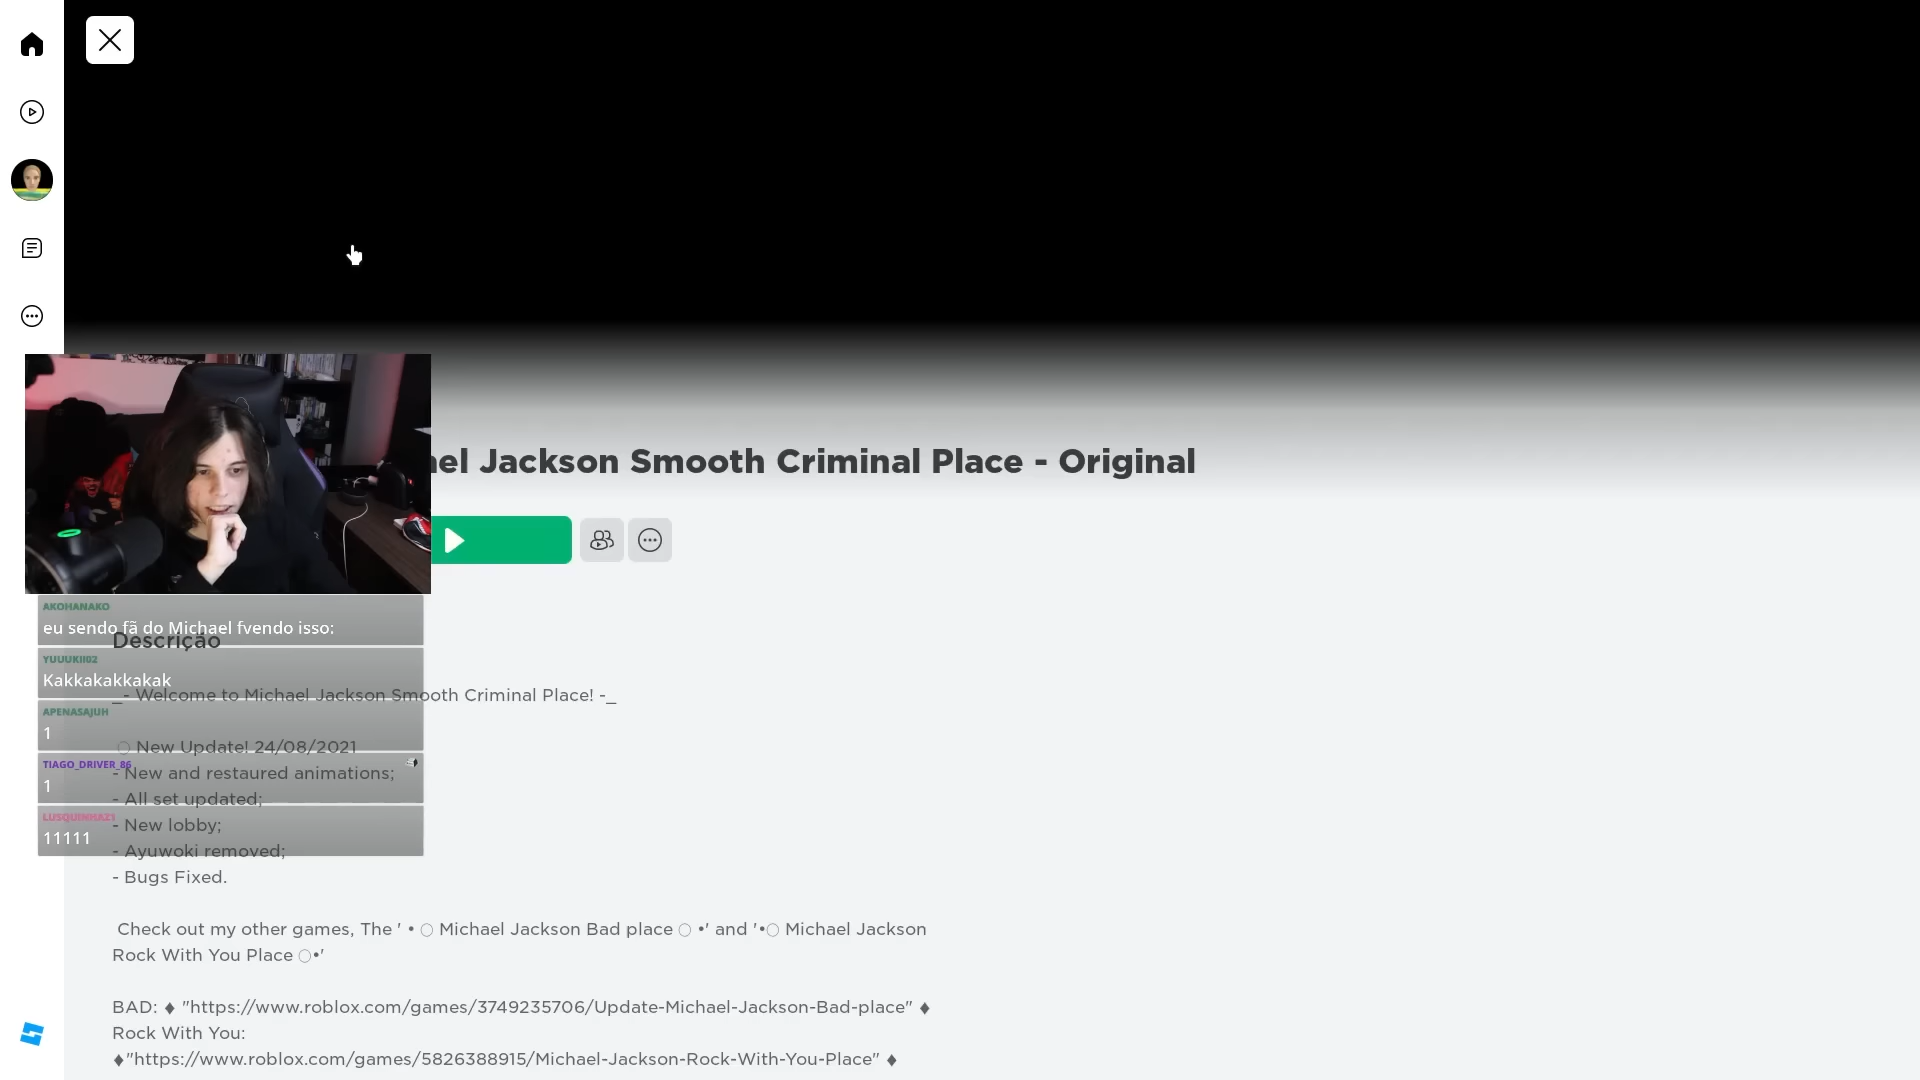 el Jackson Smooth Criminal Place - Original
AKOHANAKO
eu sendo fã do Michael fvendo isso:
Descrição
YUUUKII02
Kakkakakkakak
_- Welcome to Michael Jackson Smooth Criminal Place! -_
APENASAJUH
1
New Update! 24/08/2021
TIAGO_DRIVER_86
- New and restaured animations;
1
- All set updated;
LUSQUINHAZ1
- New lobby;
11111
- Ayuwoki removed;
- Bugs Fixed.
Check out my other games, The ' • Michael Jackson Bad place •' and '• Michael Jackson
Rock With You Place •'
BAD: ♦ "https://www.roblox.com/games/3749235706/Update-Michael-Jackson-Bad-place" ♦
Rock With You:
♦"https://www.roblox.com/games/5826388915/Michael-Jackson-Rock-With-You-Place" ♦